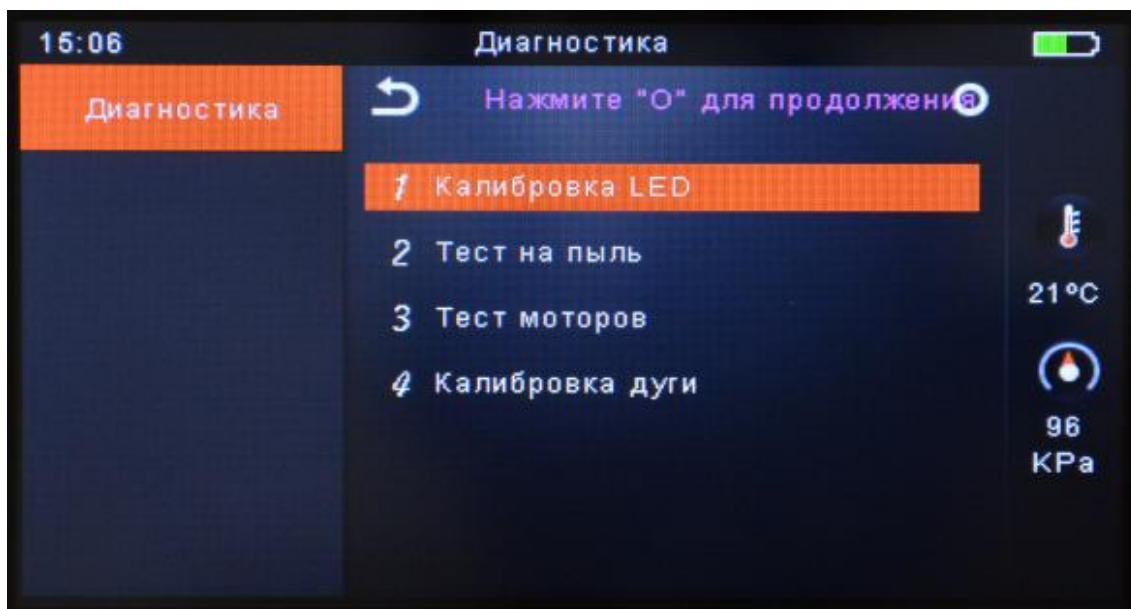 15:06
Диагностика
Диагностика
Нажмите "О" для продолжения
1 Калибровка LED
2 Тест на пыль
3 Тест моторов
4 Калибровка дуги
21ºC
96
KPa